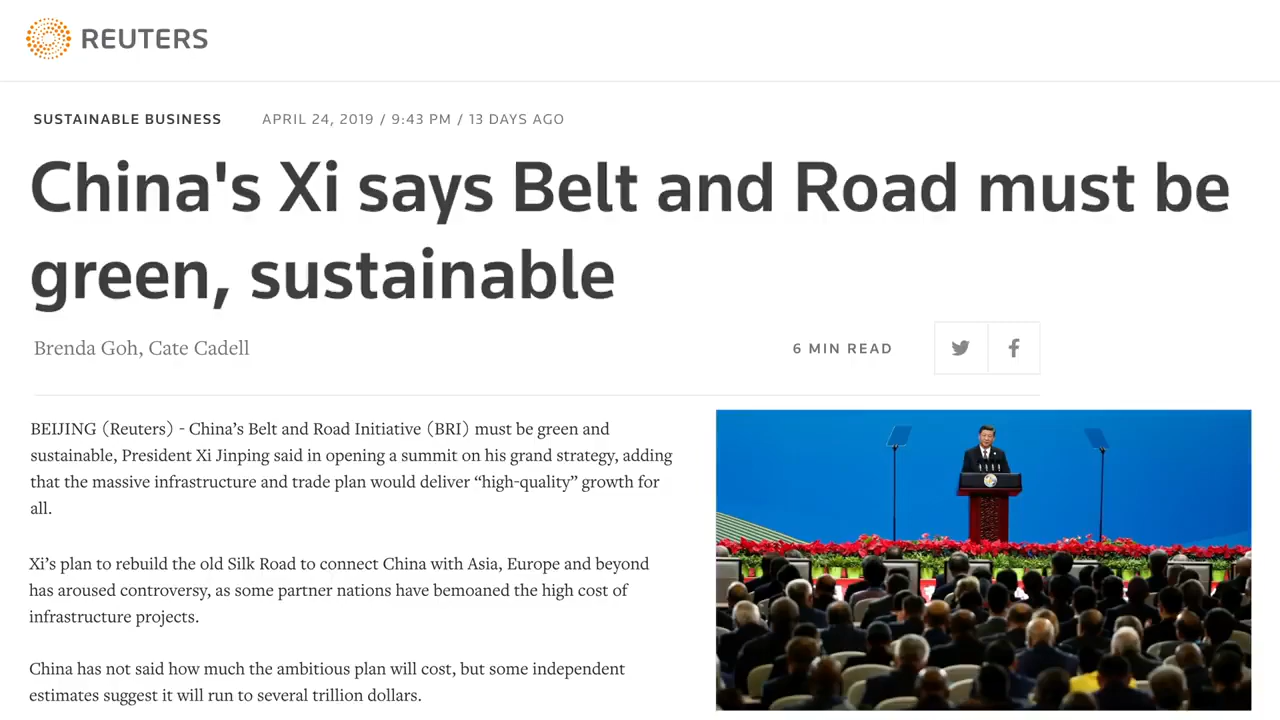 REUTERS
SUSTAINABLE BUSINESS APRIL 24, 2019 / 9:43 PM / 13 DAYS AGO
China's Xi says Belt and Road must be
green, sustainable
Brenda Goh, Cate Cadell
6 MIN READ
BEIJING (Reuters) - China’s Belt and Road Initiative (BRI) must be green and
sustainable, President Xi Jinping said in opening a summit on his grand strategy, adding
that the massive infrastructure and trade plan would deliver “high-quality” growth for
all.
Xi’s plan to rebuild the old Silk Road to connect China with Asia, Europe and beyond
has aroused controversy, as some partner nations have bemoaned the high cost of
infrastructure projects.
China has not said how much the ambitious plan will cost, but some independent
estimates suggest it will run to several trillion dollars.